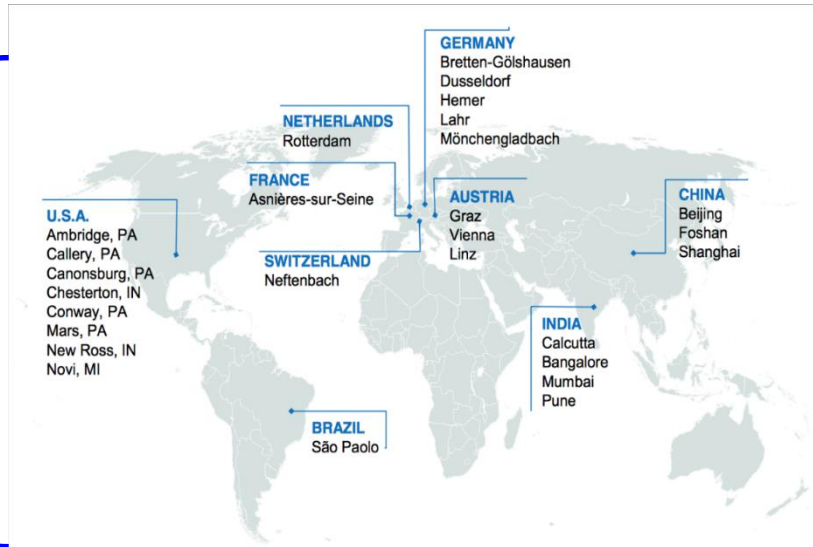 GERMANY
Bretten-Gölshausen
Dusseldorf
Hemer
Lahr
Mönchengladbach
NETHERLANDS
Rotterdam
FRANCE
Asnières-sur-Seine
AUSTRIA
Graz
Vienna
Linz
CHINA
Beijing
Foshan
Shanghai
U.S.A.
Ambridge, PA
Callery, PA
Canonsburg, PA
Chesterton, IN
Conway, PA
Mars, PA
New Ross, IN
Novi, MI
SWITZERLAND
Neftenbach
INDIA
Calcutta
Bangalore
Mumbai
Pune
BRAZIL
São Paolo